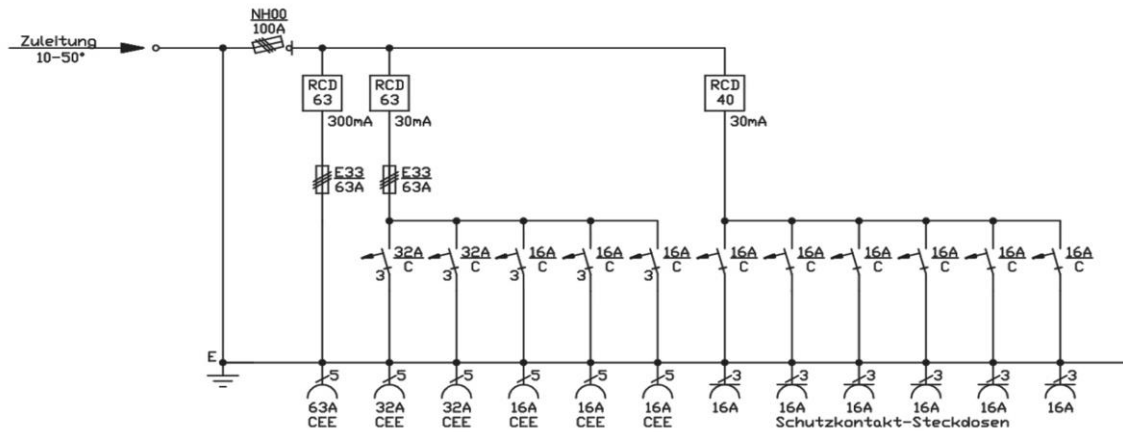 NH00
100A
Zuleitung
10-50°
RCD
63
300mA
RCD
63
30mA
RCD
40
30mA
E33
63A
E33
63A
32A
C
3
32A
C
3
16A
C
3
16A
C
3
16A
C
3
16A
C
16A
C
16A
C
16A
C
16A
C
16A
C
E
5 5 5 5 5 5 3 3 3 3 3 3
63A 32A 32A 16A 16A 16A 16A 16A 16A 16A 16A 16A
CEE CEE CEE CEE CEE CEE Schutzkontakt-Steckdosen